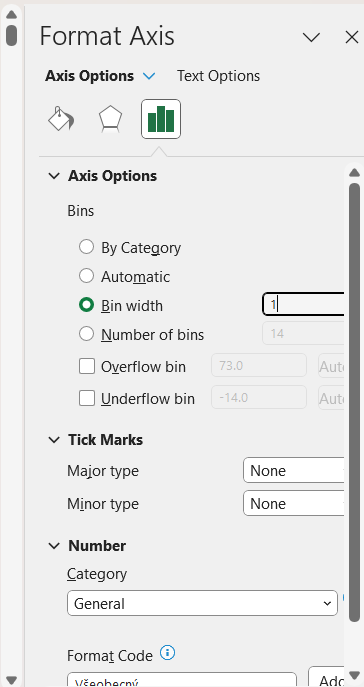 Format Axis
Axis Options Text Options
Axis Options
Bins
By Category
Automatic
Bin width 1
Number of bins 14
Overflow bin 73.0 Auto
Underflow bin -14.0 Auto
Tick Marks
Major type None
Minor type None
Number
Category
General
Format Code
Všeobecný Add